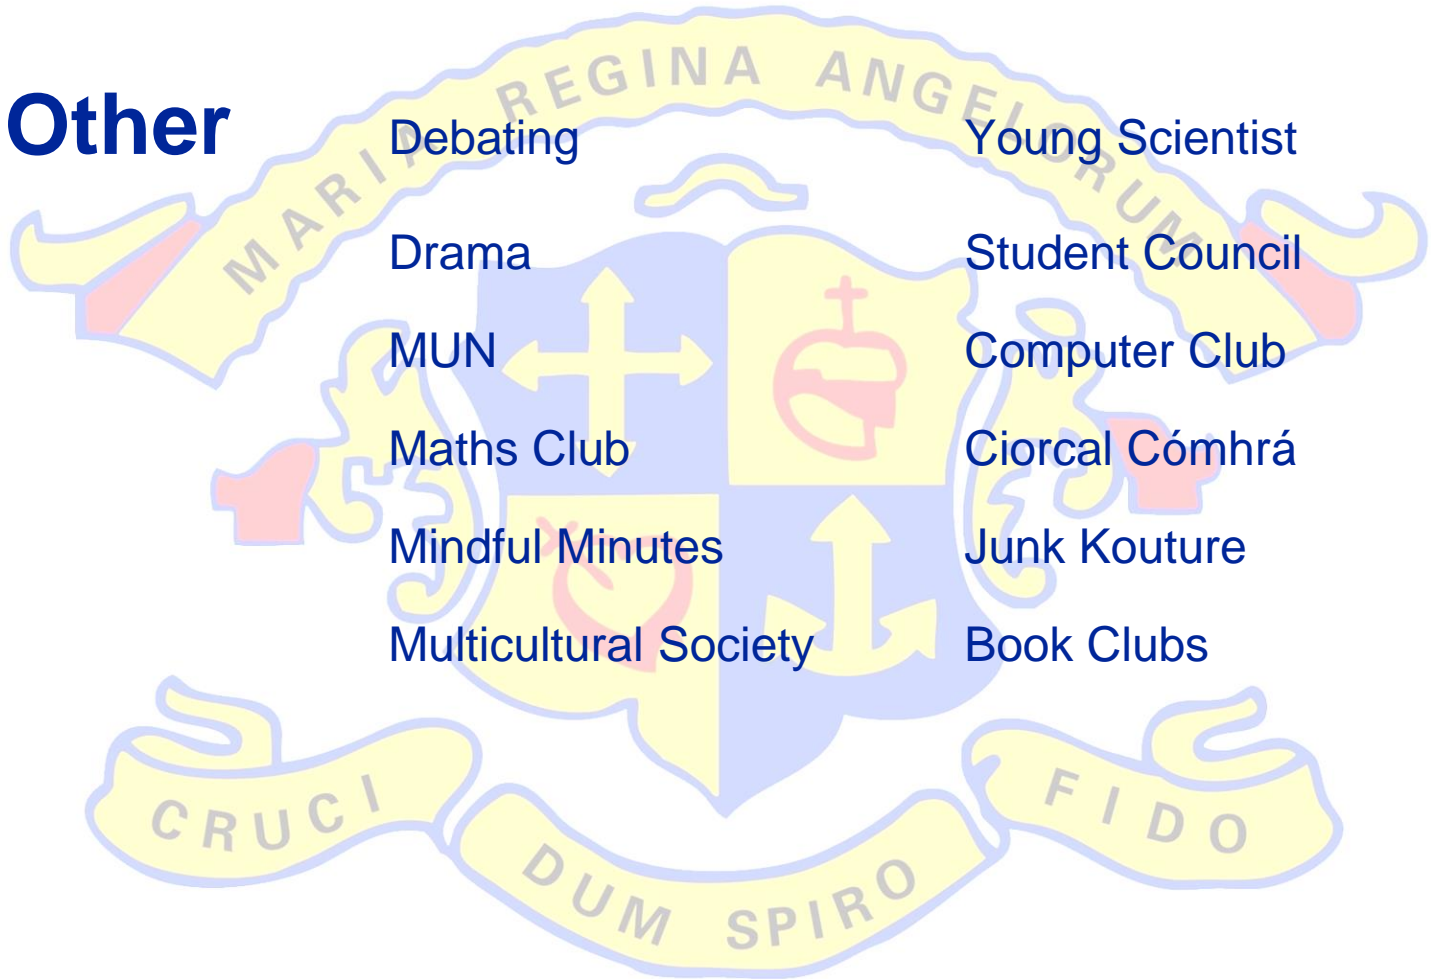 MARIA REGINA ANGELORUM
Other
Debating
Young Scientist
Drama
Student Council
MUN
Computer Club
Maths Club
Ciorcal Cómhrá
Mindful Minutes
Junk Kouture
Multicultural Society
Book Clubs
CRUCI DUM SPIRO FIDO